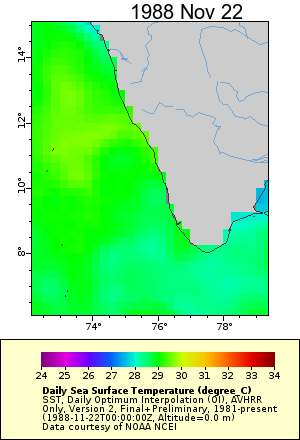 1988 Nov 22
14°
12°
10°
8°
74° 76° 78°
24 25 26 27 28 29 30 31 32 33 34
Daily Sea Surface Temperature (degree_C)
SST, Daily Optimum Interpolation (OI), AVHRR
Only, Version 2, Final+Preliminary, 1981-present
(1988-11-22T00:00:00Z, Altitude=0.0 m)
Data courtesy of NOAA NCEI